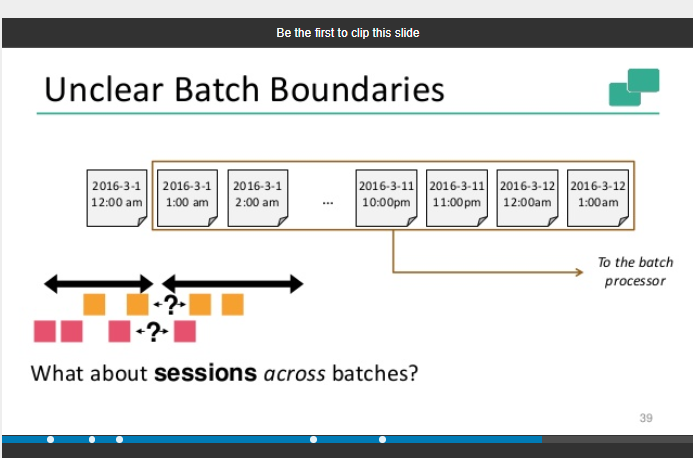 Be the first to clip this slide
Unclear Batch Boundaries
2016-3-1
12:00 am
2016-3-1
1:00 am
2016-3-1
2:00 am
...
2016-3-11
10:00pm
2016-3-11
11:00pm
2016-3-12
12:00am
2016-3-12
1:00am
To the batch
processor
?
?
What about sessions across batches?
39